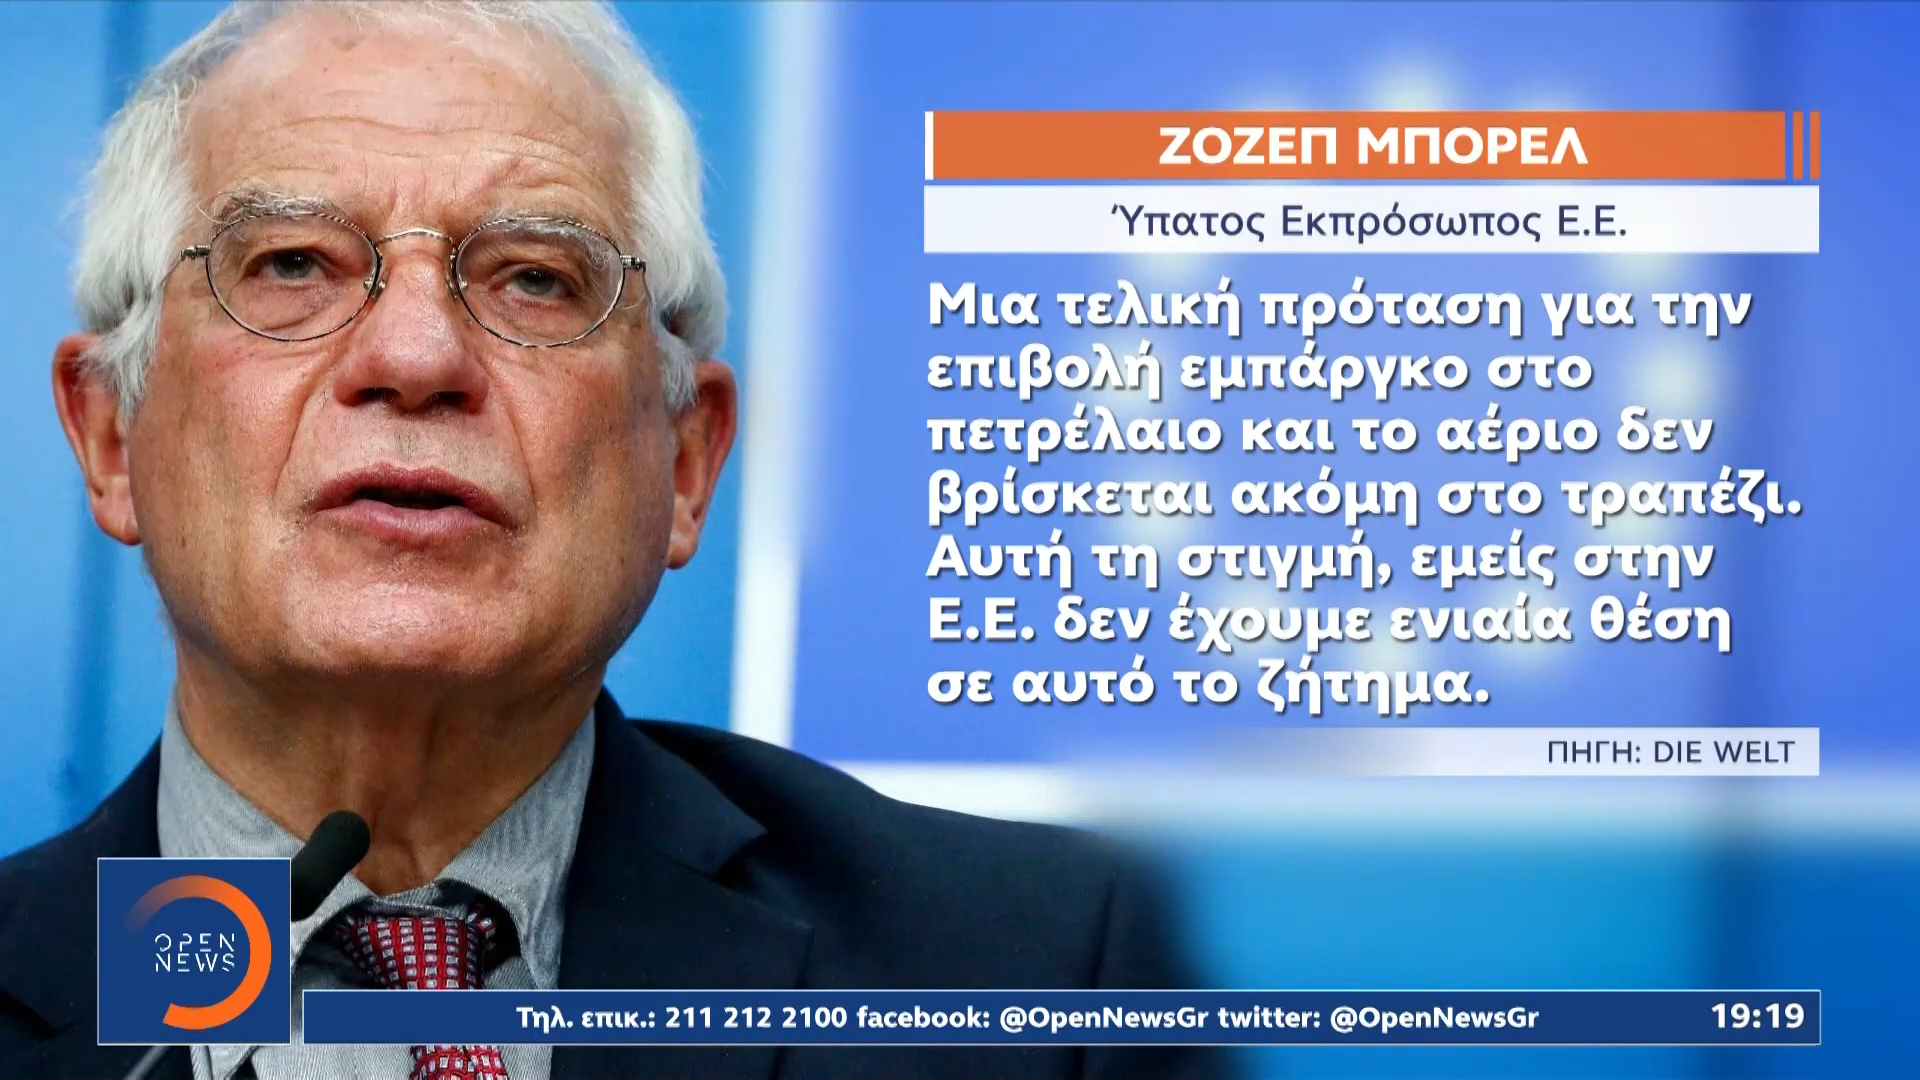 ΖΟΖΕΠ ΜΠΟΡΕΛ
Ύπατος Εκπρόσωπος Ε.Ε.
Μια τελική πρόταση για την
επιβολή εμπάργκο στο
πετρέλαιο και το αέριο δεν
βρίσκεται ακόμη στο τραπέζι.
Αυτή τη στιγμή, εμείς στην
Ε.Ε. δεν έχουμε ενιαία θέση
σε αυτό το ζήτημα.
ΠΗΓΗ: DIE WELT
OPEN
NEWS
Τηλ. επικ.: 211 212 2100 facebook: @OpenNewsGr twitter: @OpenNewsGr 19:19